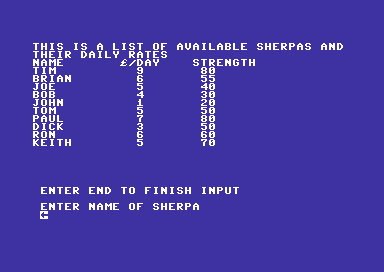 THIS IS A LIST OF AVAILABLE SHERPAS AND
THEIR DAILY RATES
NAME £/DAY STRENGTH
TIM 9 80
BRIAN 6 55
JOE 5 40
BOB 4 30
JOHN 1 20
TOM 5 50
PAUL 7 80
DICK 3 50
RON 6 60
KEITH 5 70
ENTER END TO FINISH INPUT
ENTER NAME OF SHERPA